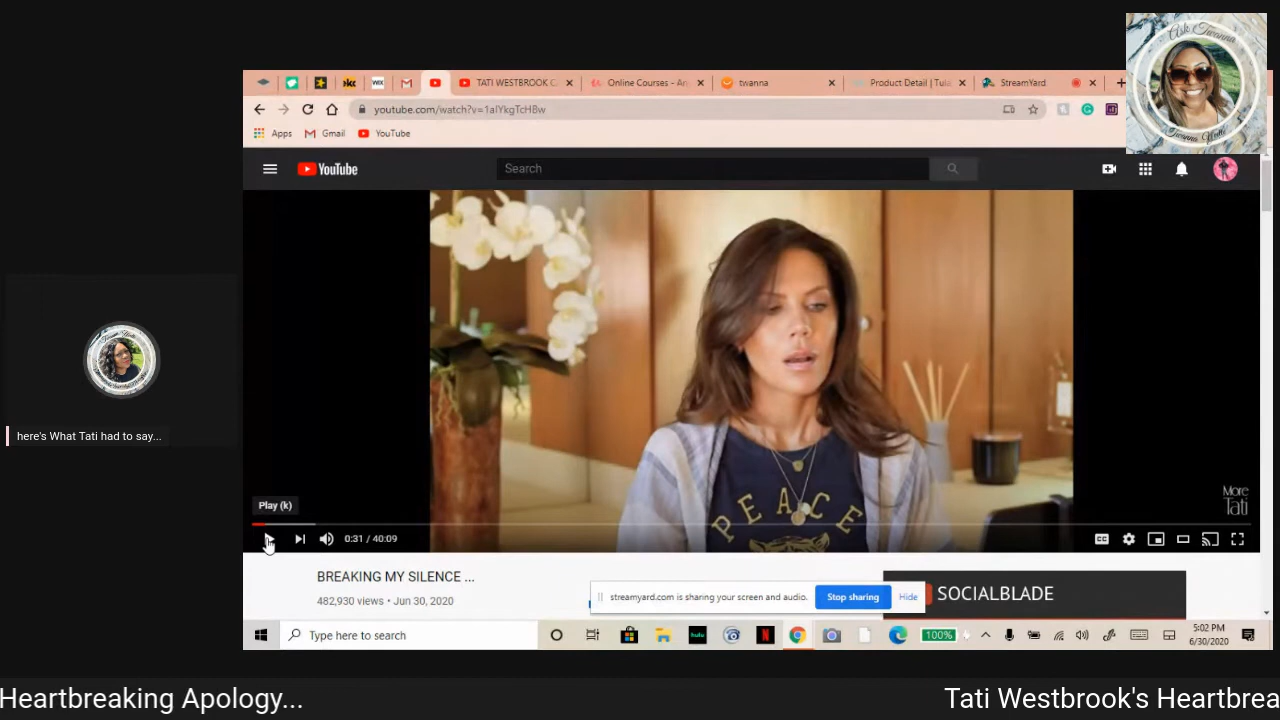 Ask Twanna
TATI WESTBROOK C
Online Courses - An
twanna
Product Detail | Tula
StreamYard
youtube.com/watch?v=1aIYkgTcHBw
Apps
Gmail
YouTube
YouTube
Search
PEACE
More
Tati
Play (k)
0:31 / 40:09
CC
here's What Tati had to say...
BREAKING MY SILENCE ...
482,930 views • Jun 30, 2020
streamyard.com is sharing your screen and audio.
Stop sharing
Hide
SOCIALBLADE
Type here to search
hulu
N
100%
5:02 PM
6/30/2020
Heartbreaking Apology...
Tati Westbrook's Heartbrea